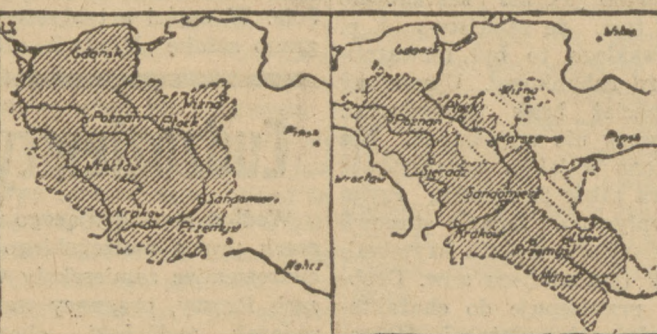 Gdańsk
Wizna
Poznań
Płock
Wrocław
Sandomierz
Kraków
Przemyśl
Halicz
Pińsk
Gdańsk
Wilno
Wizna
Płock
Poznań
Warszawa
Pińsk
Sieradz
Wrocław
Sandomierz
Kraków
Lwów
Przemyśl
Halicz